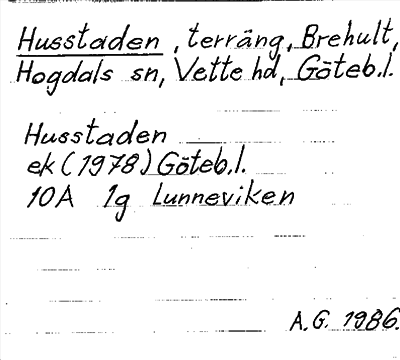 Husstaden, terräng, Brehult,
Hogdals sn, Vette hd, Göteb.l.
Husstaden
ek (1978) Göteb.l.
10A 1g Lunneviken
A.G. 1986.